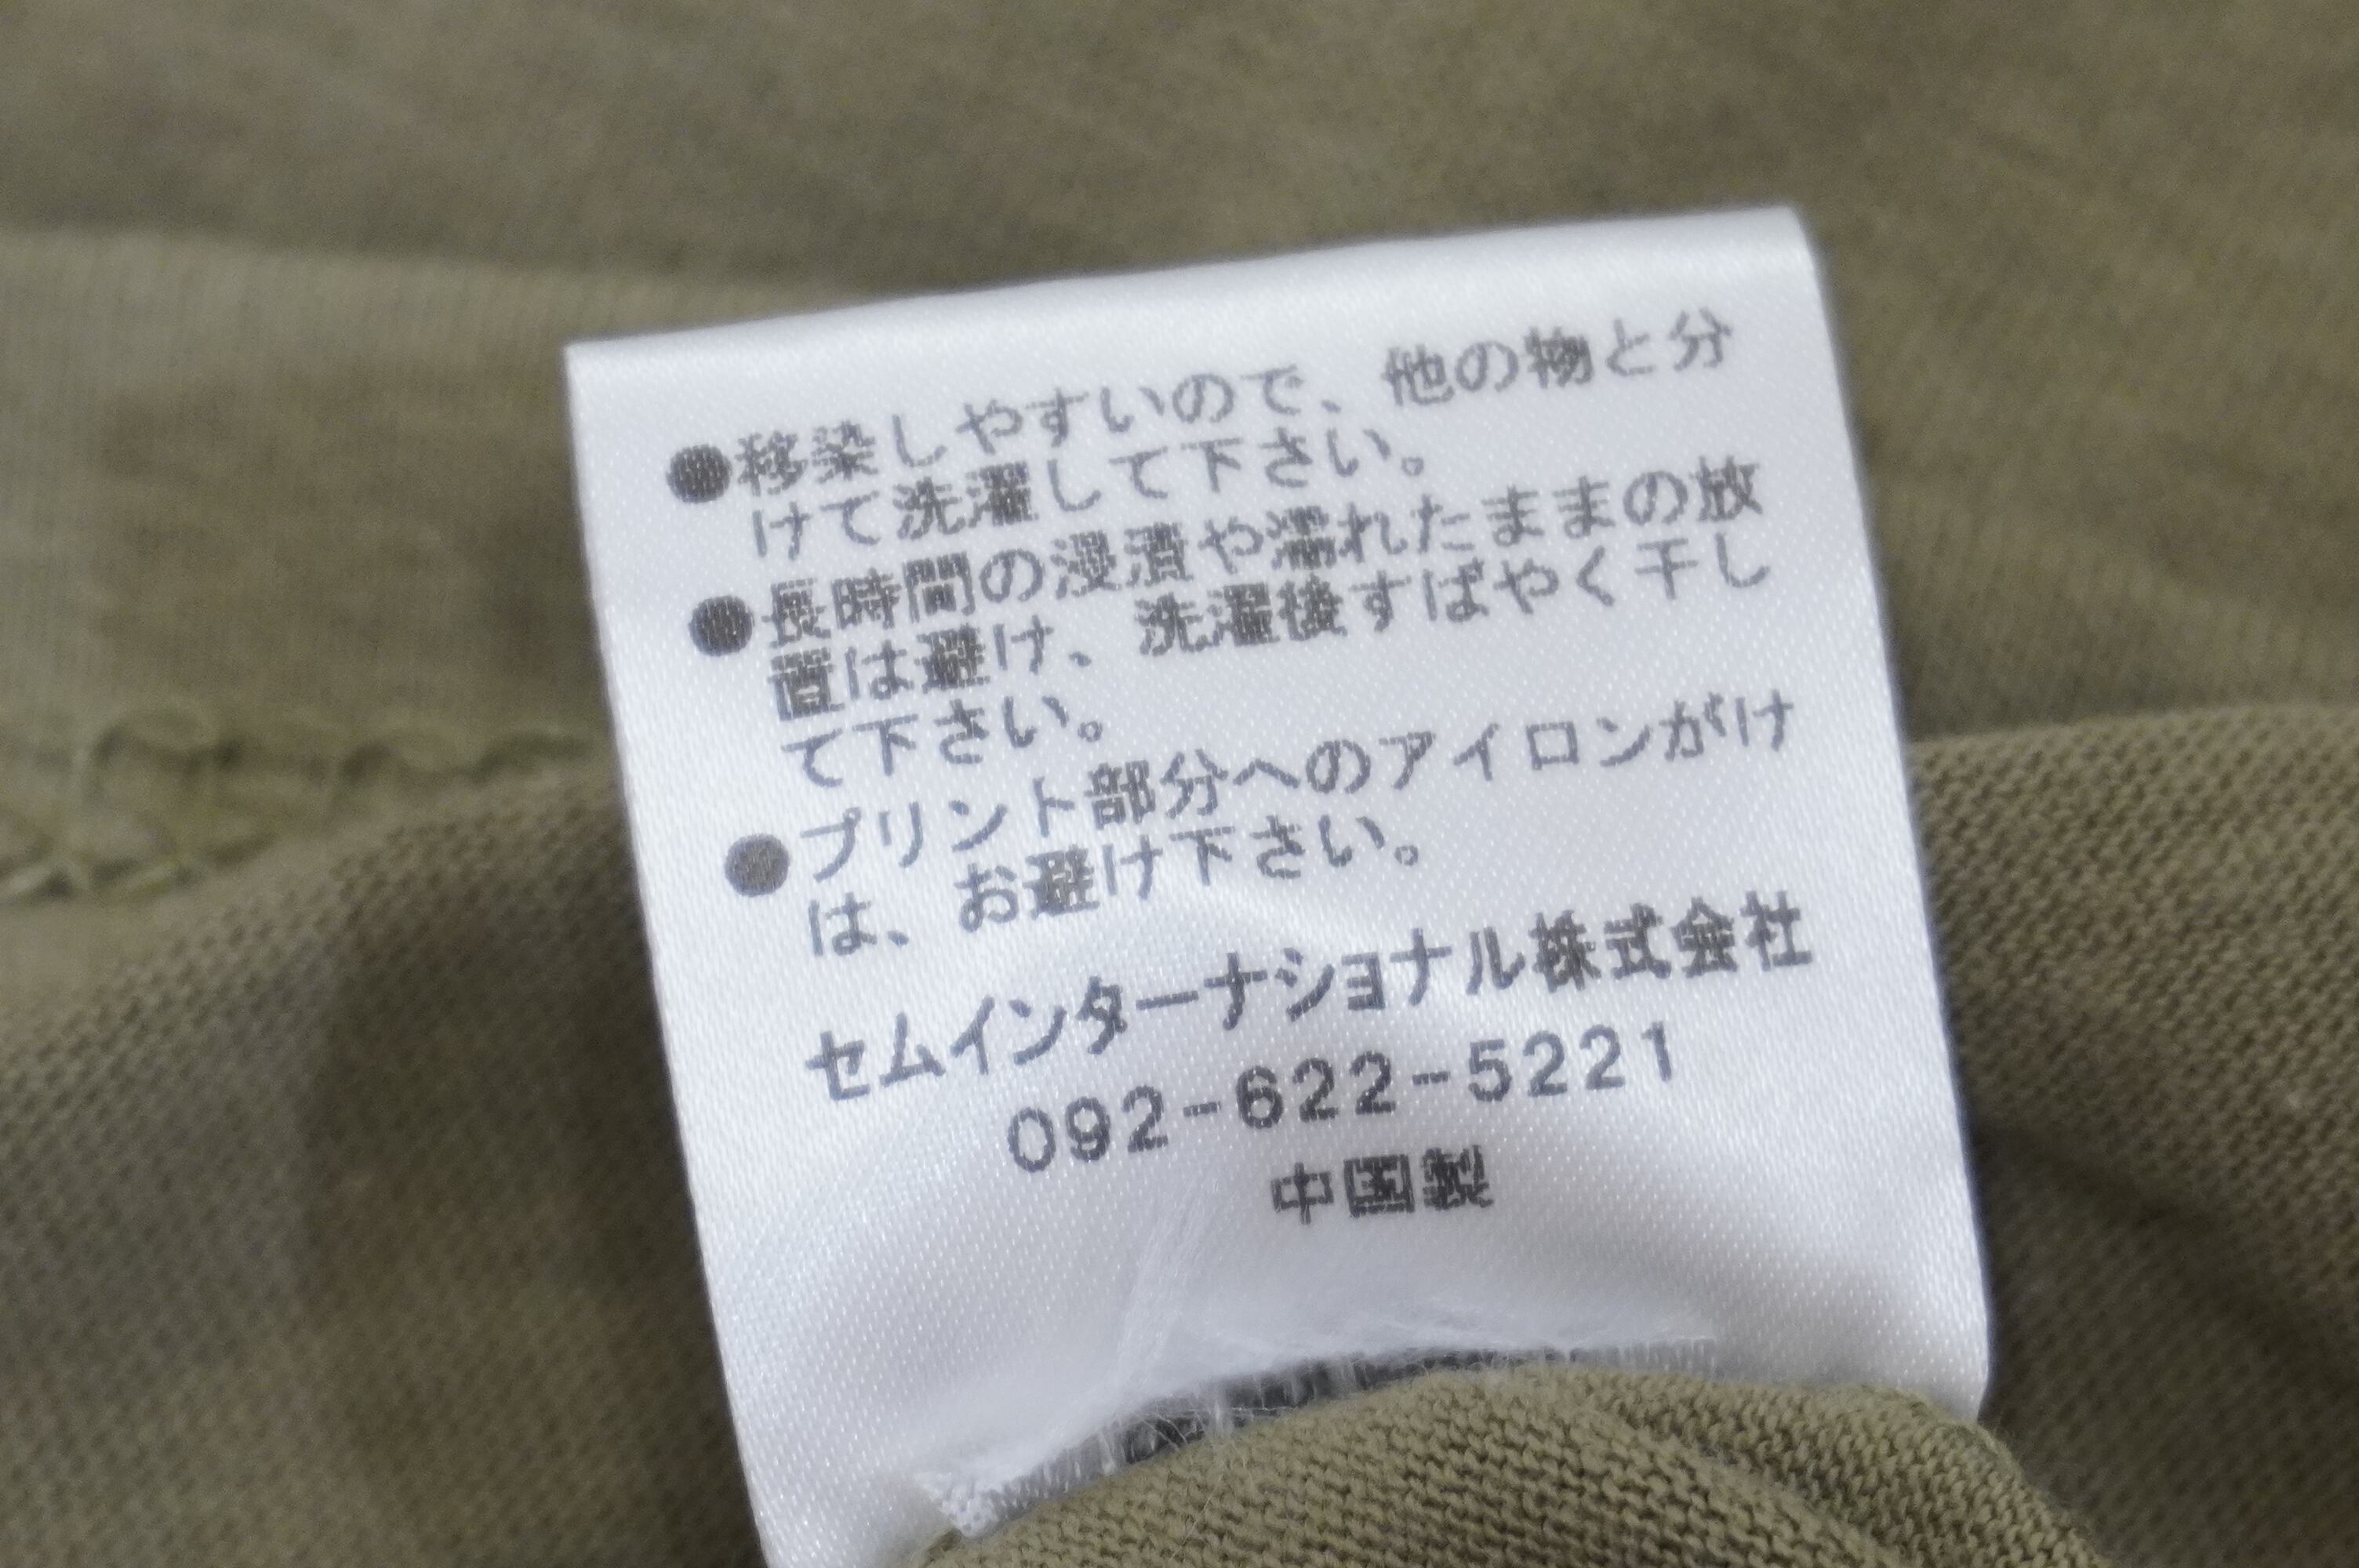 ●移染しやすいので、他の物と分
けて洗濯して下さい。
●長時間の浸漬や濡れたままの放
置は避け、洗濯後すばやく干し
て下さい。
●プリント部分へのアイロンがけ
は、お避け下さい。
セムインターナショナル株式会社
092-622-5221
中国製